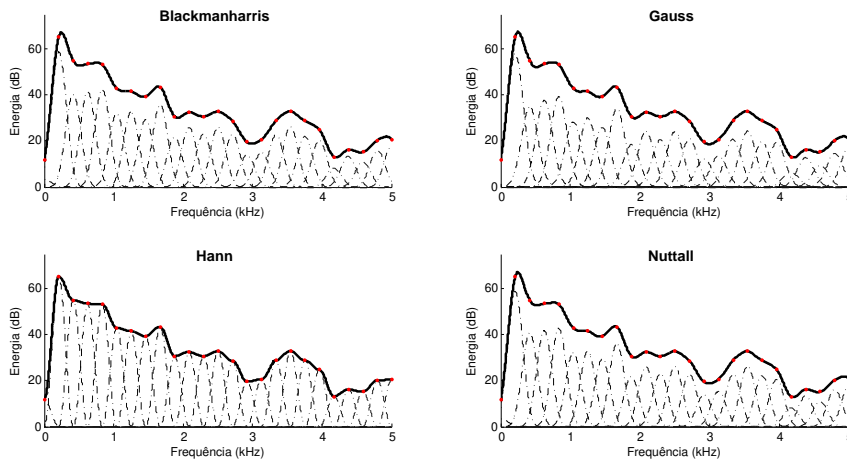 Blackmanharris
Energia (dB)
60
40
20
0
0 1 2 3 4 5
Frequência (kHz)
Gauss
Energia (dB)
60
40
20
0
0 1 2 3 4 5
Frequência (kHz)
Hann
Energia (dB)
60
40
20
0
0 1 2 3 4 5
Frequência (kHz)
Nuttall
Energia (dB)
60
40
20
0
0 1 2 3 4 5
Frequência (kHz)